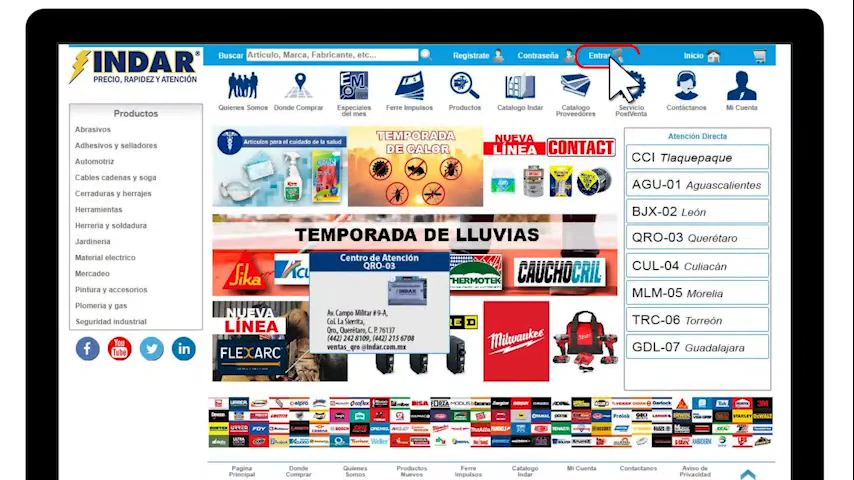 INDAR
PRECIO, RAPIDEZ Y ATENCIÓN
Buscar
Artículo, Marca, Fabricante, etc...
Regístrate
Contraseña
Entrar
Inicio
Quienes Somos
Donde Comprar
Especiales del mes
Ferre Impulsos
Productos
Catalogo Indar
Catalogo Proveedores
Servicio PostVenta
Contáctanos
Mi Cuenta
Productos
Abrasivos
Adhesivos y selladores
Automotriz
Cables cadenas y soga
Cerraduras y herrajes
Herramientas
Herreria y soldadura
Jardineria
Material electrico
Mercadeo
Pintura y accesorios
Plomeria y gas
Seguridad industrial
You Tube
Artículos para el cuidado de la salud
TEMPORADA
DE CALOR
NUEVA
LÍNEA
CONTACT
TEMPORADA DE LLUVIAS
Sika
THERMOTEK
CAUCHOCRIL
Centro de Atención
QRO-03
INDAR
Av. Campo Militar # 9-A,
Col. La Sierrita,
Qro, Querétaro, C. P. 76137
(442) 242 8109, (442) 215 6708
ventas_qro @indar.com.mx
NUEVA
LÍNEA
FLEXARC
Milwaukee
Atención Directa
CCI Tlaquepaque
AGU-01 Aguascalientes
BJX-02 León
QRO-03 Querétaro
CUL-04 Culiacán
MLM-05 Morelia
TRC-06 Torreón
GDL-07 Guadalajara
Pagina Principal
Donde Comprar
Quienes Somos
Productos Nuevos
Ferre Impulsos
Catalogo Indar
Mi Cuenta
Contactanos
Aviso de Privacidad